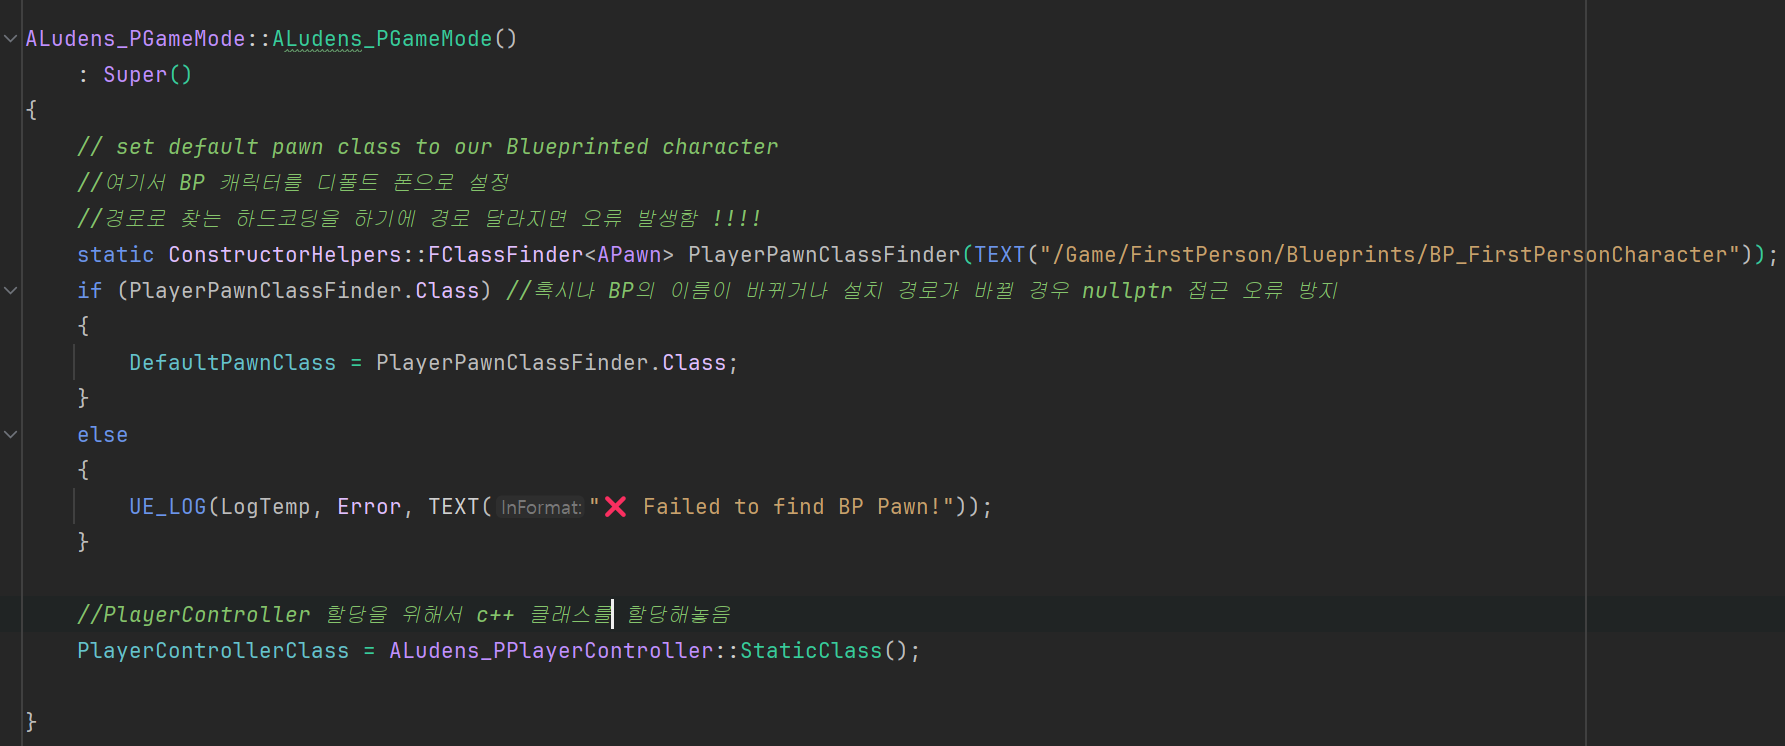 ALudens_PGameMode::ALudens_PGameMode()
: Super()
{
// set default pawn class to our Blueprinted character
//여기서 BP 캐릭터를 디폴트 폰으로 설정
//경로로 찾는 하드코딩을 하기에 경로 달라지면 오류 발생함 !!!!
static ConstructorHelpers::FClassFinder<APawn> PlayerPawnClassFinder(TEXT("/Game/FirstPerson/Blueprints/BP_FirstPersonCharacter"));
if (PlayerPawnClassFinder.Class) //혹시나 BP의 이름이 바뀌거나 설치 경로가 바뀔 경우 nullptr 접근 오류 방지
{
DefaultPawnClass = PlayerPawnClassFinder.Class;
}
else
{
UE_LOG(LogTemp, Error, TEXT(InFormat:"❌ Failed to find BP Pawn!"));
}
//PlayerController 할당을 위해서 c++ 클래스를 할당해놓음
PlayerControllerClass = ALudens_PPlayerController::StaticClass();
}